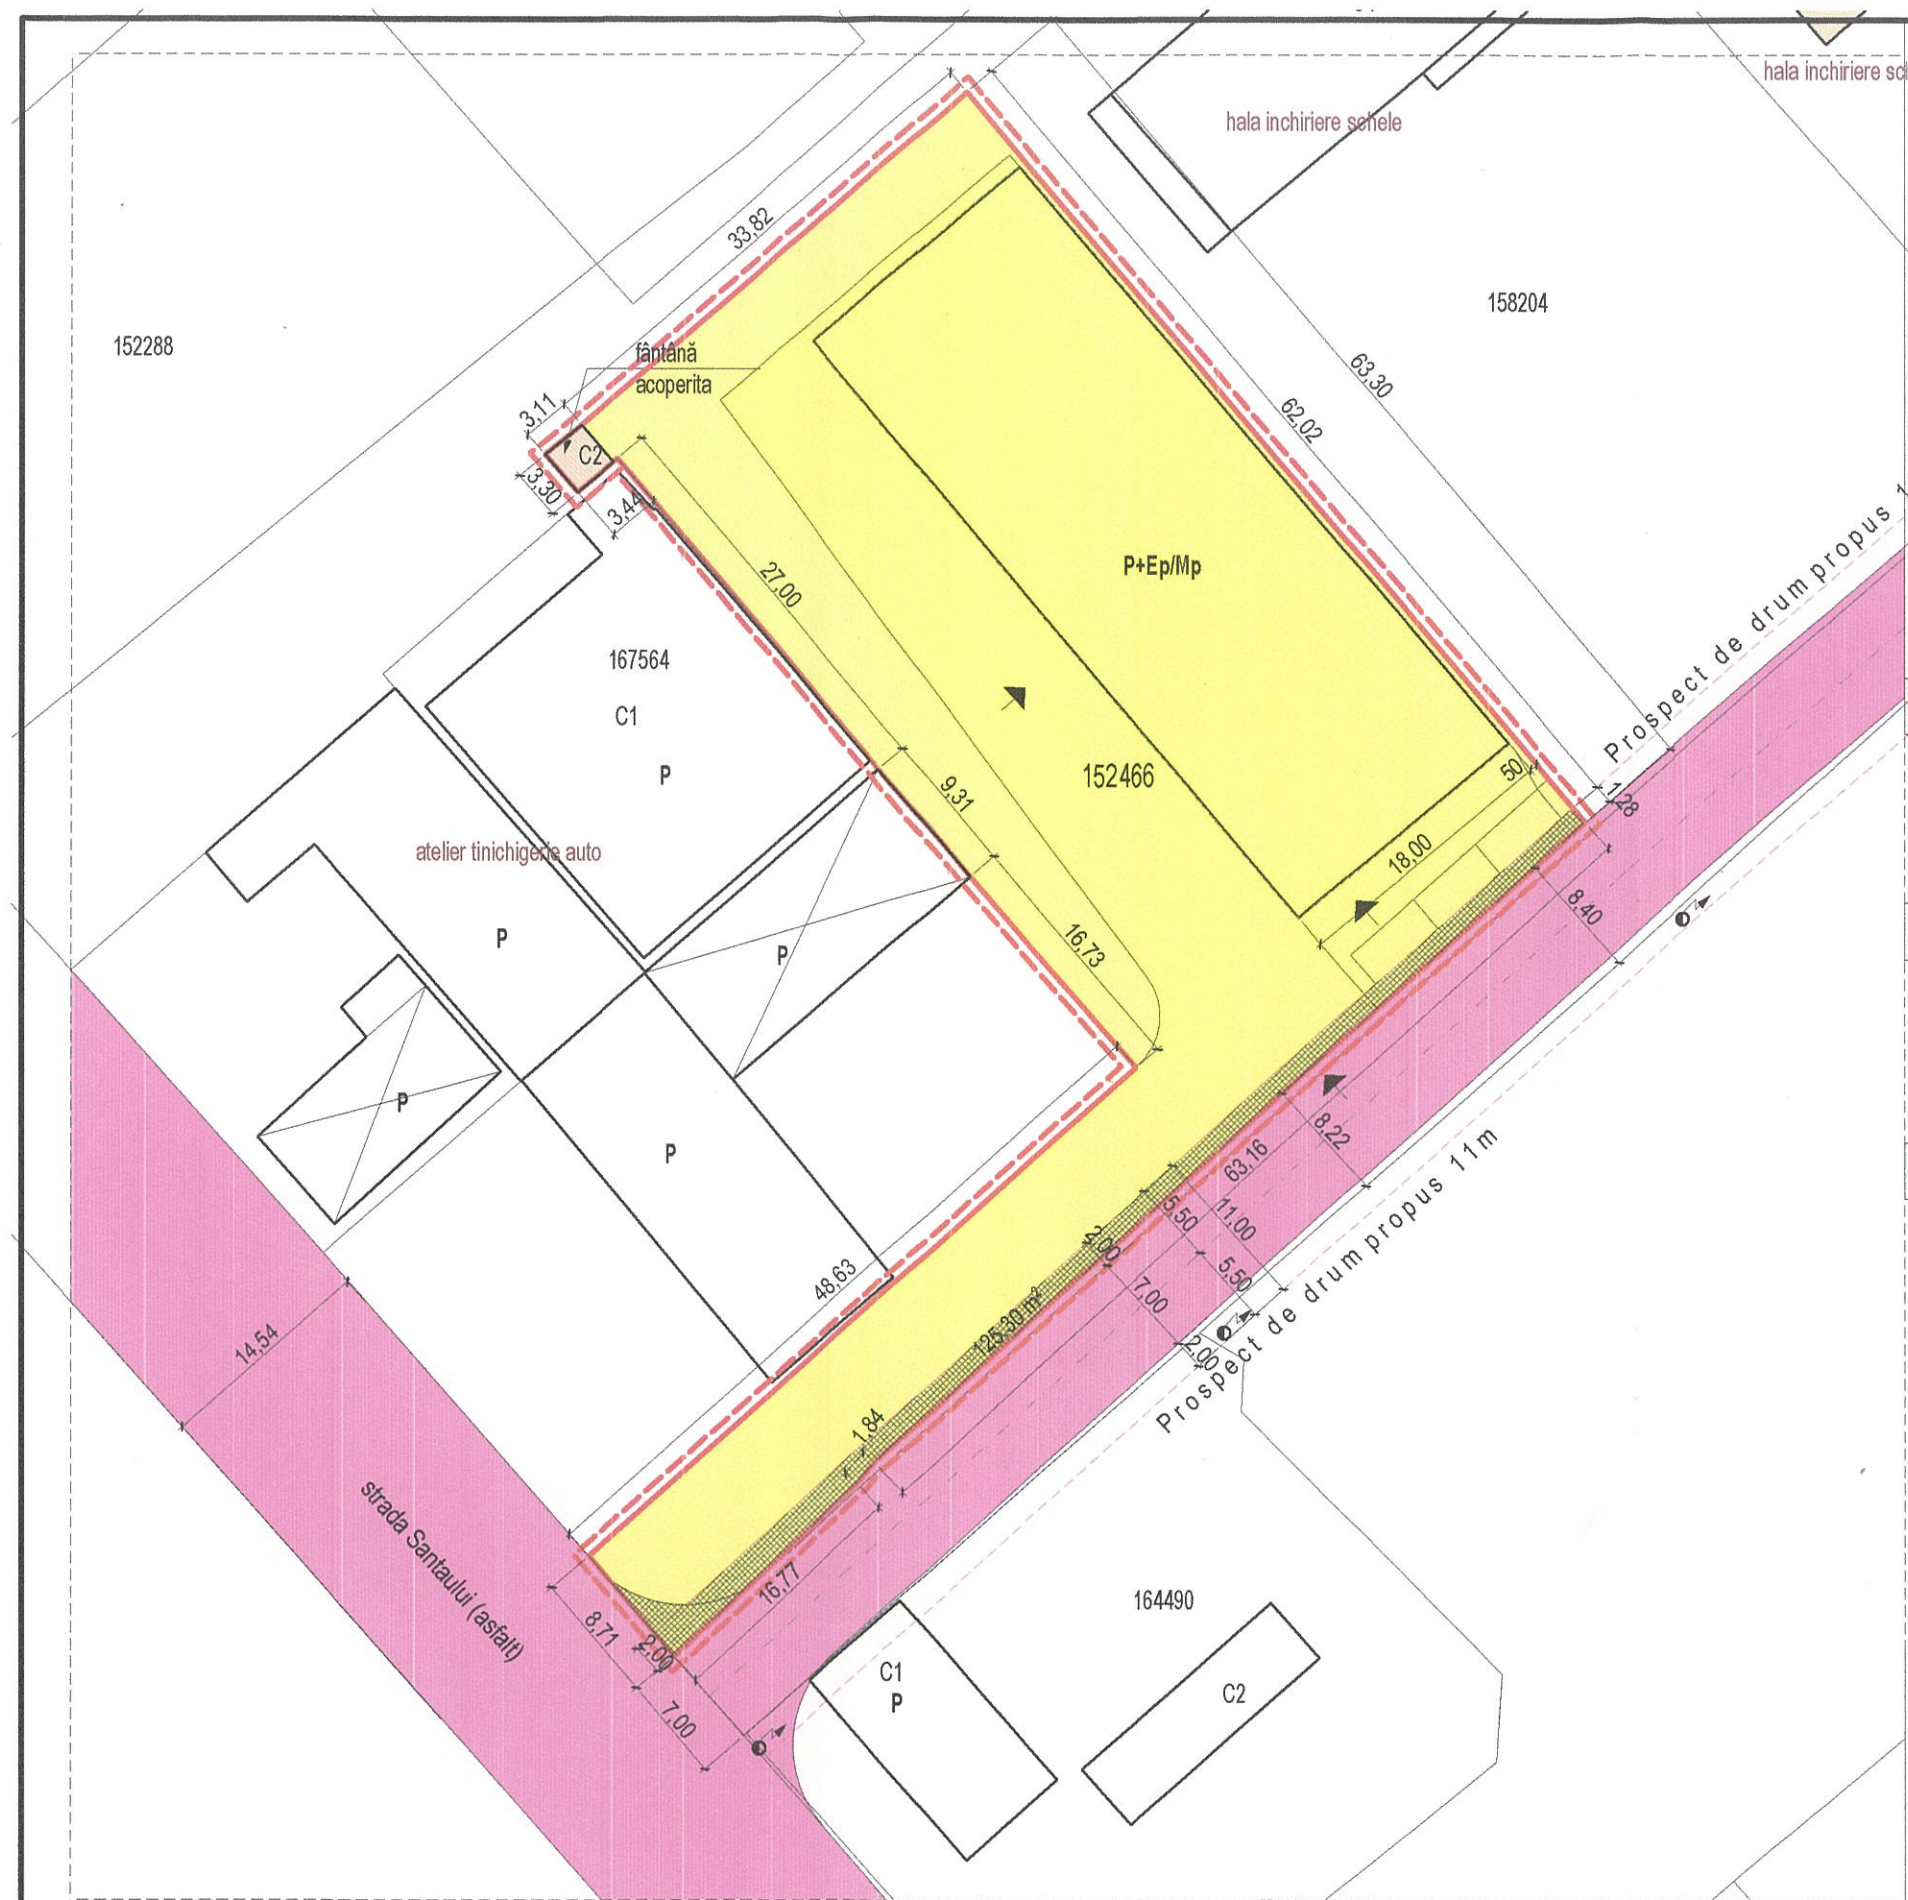 hala inchiriere
hala inchiriere schele
33,82
158204
152288
fântână
acoperita
63,30
62,02
3,11
C2
3,30
3,44
27,00
P+Ep/Mp
Prospect de drum propus
167564
C1
P
152466
50
1,28
9,31
18,00
atelier tinichigerie auto
8,40
P
P
16,73
P
8,22
P
63,16
Prospect de drum propus 11m
5,50
11,00
2,00
5,50
48,63
7,00
125,30 m²
14,54
2,00
1,84
strada Santaului (asfalt)
16,77
164490
8,71
2,00
C1
P
C2
7,00